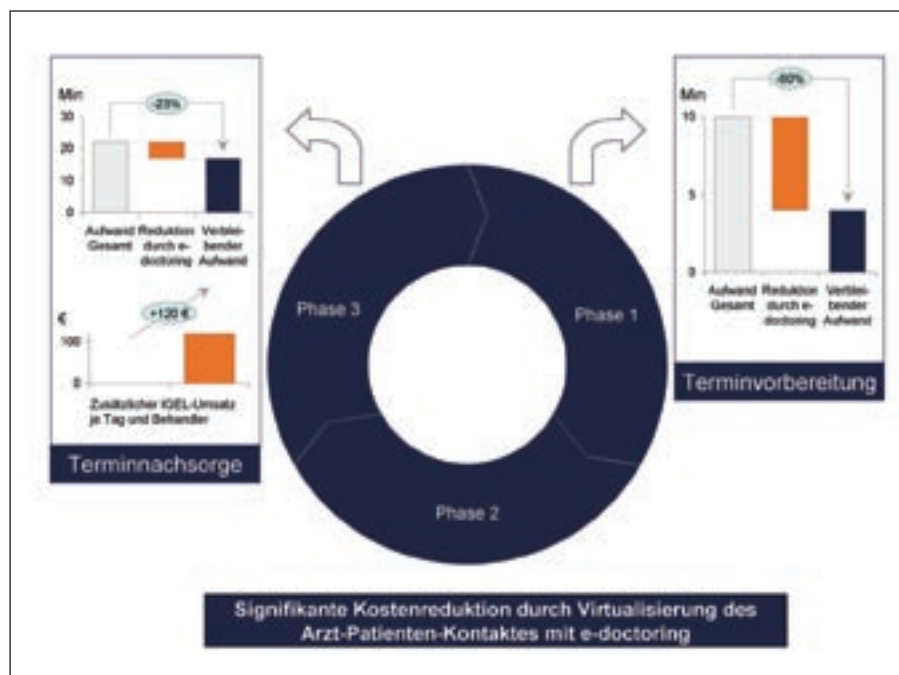 Min
-23%
30
20
10
0
Aufwand
Gesamt
Reduktion
durch e-
doctoring
Verblei-
bender
Aufwand
€
+120 €
100
0
Zusätzlicher IGEL-Umsatz
je Tag und Behandler
Terminnachsorge
Phase 3
Phase 1
Phase 2
Min
-60%
10
5
0
Aufwand
Gesamt
Reduktion
durch e-
doctoring
Verblei-
bender
Aufwand
Terminvorbereitung
Signifikante Kostenreduktion durch Virtualisierung des
Arzt-Patienten-Kontaktes mit e-doctoring